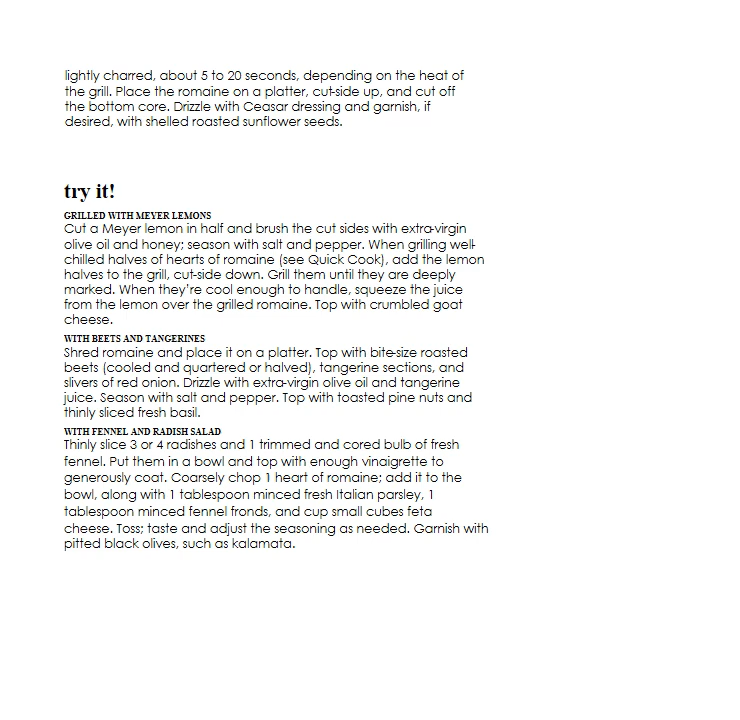 lightly charred, about 5 to 20 seconds, depending on the heat of
the grill. Place the romaine on a platter, cut-side up, and cut off
the bottom core. Drizzle with Ceasar dressing and garnish, if
desired, with shelled roasted sunflower seeds.
try it!
GRILLED WITH MEYER LEMONS
Cut a Meyer lemon in half and brush the cut sides with extra-virgin
olive oil and honey; season with salt and pepper. When grilling well-
chilled halves of hearts of romaine (see Quick Cook), add the lemon
halves to the grill, cut-side down. Grill them until they are deeply
marked. When they're cool enough to handle, squeeze the juice
from the lemon over the grilled romaine. Top with crumbled goat
cheese.
WITH BEETS AND TANGERINES
Shred romaine and place it on a platter. Top with bite-size roasted
beets (cooled and quartered or halved), tangerine sections, and
slivers of red onion. Drizzle with extra-virgin olive oil and tangerine
juice. Season with salt and pepper. Top with toasted pine nuts and
thinly sliced fresh basil.
WITH FENNEL AND RADISH SALAD
Thinly slice 3 or 4 radishes and 1 trimmed and cored bulb of fresh
fennel. Put them in a bowl and top with enough vinaigrette to
generously coat. Coarsely chop 1 heart of romaine; add it to the
bowl, along with 1 tablespoon minced fresh Italian parsley, 1
tablespoon minced fennel fronds, and cup small cubes feta
cheese. Toss; taste and adjust the seasoning as needed. Garnish with
pitted black olives, such as kalamata.